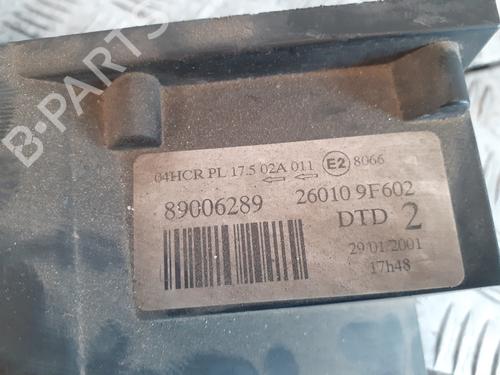 B-PARTS
04HCR PL 17.5 02A 011 E2 8066
89006289 26010 9F602
DTD 2
29/01/2001
17h48